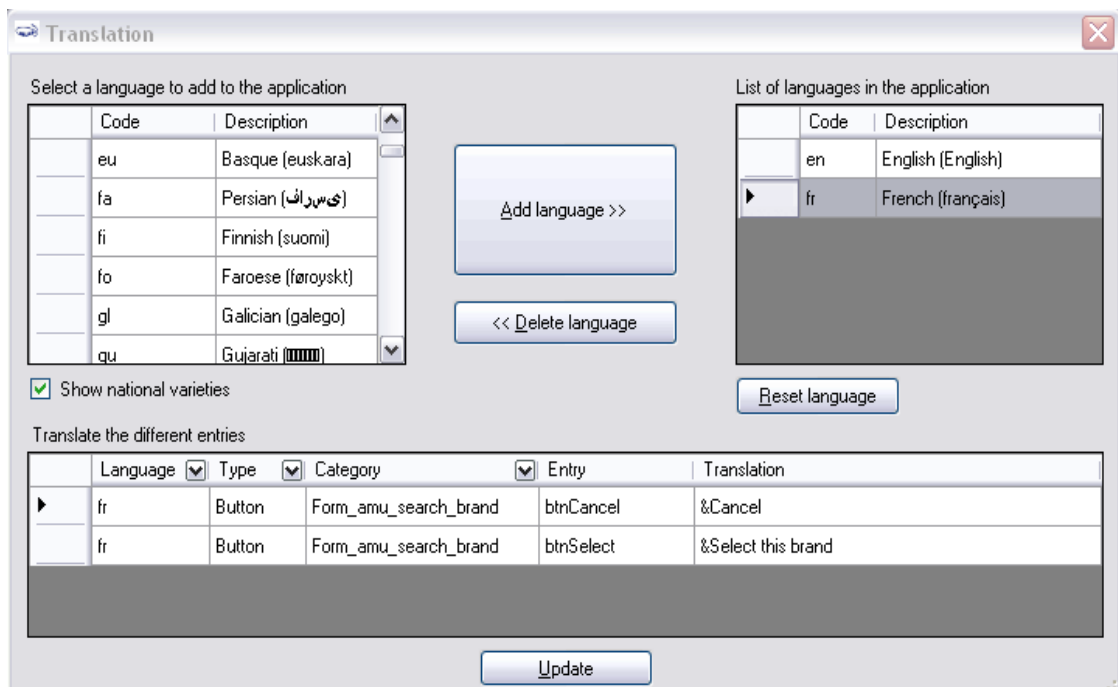 Translation
Select a language to add to the application
List of languages in the application
Code Description
eu Basque (euskara)
fa Persian (ی‌س‌ر‌ا‌ف)
fi Finnish (suomi)
fo Faroese (føroyskt)
gl Galician (galego)
gu Gujarati
Add language >>
<< Delete language
Code Description
en English (English)
fr French (français)
Show national varieties
Reset language
Translate the different entries
Language Type Category Entry Translation
fr Button Form_amu_search_brand btnCancel &Cancel
fr Button Form_amu_search_brand btnSelect &Select this brand
Update